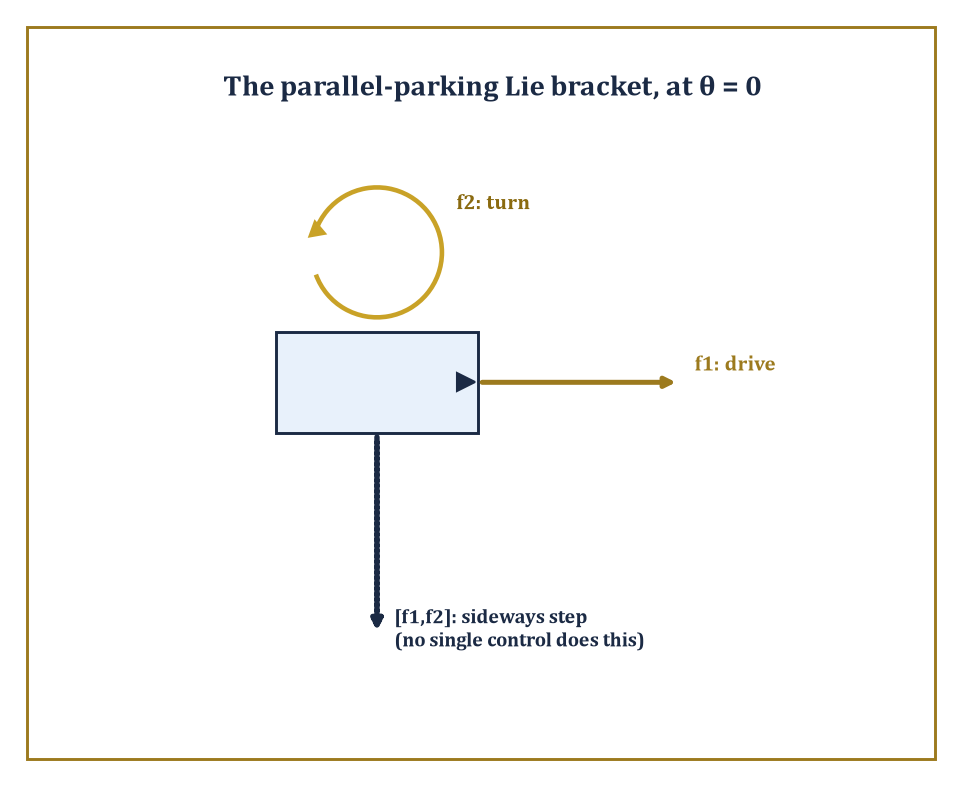 The parallel-parking Lie bracket, at θ = 0
f2: turn
f1: drive
[f1,f2]: sideways step
(no single control does this)